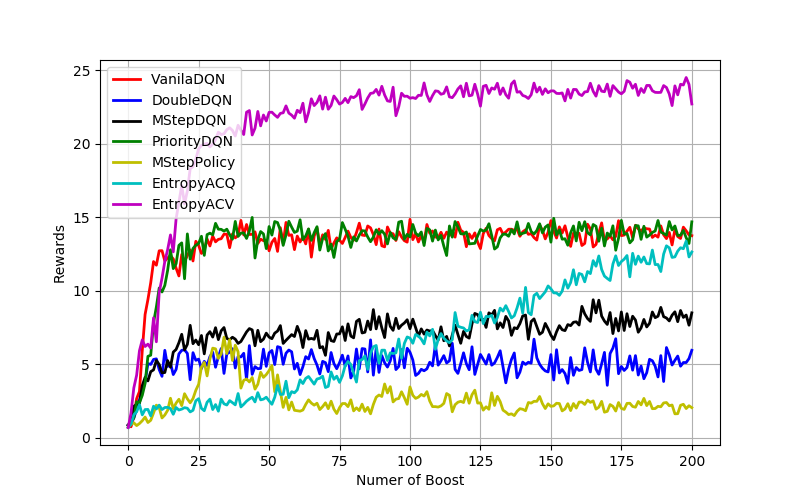 25
20
15
10
5
0
Rewards
VanilaDQN
DoubleDQN
MStepDQN
PriorityDQN
MStepPolicy
EntropyACQ
EntropyACV
0 25 50 75 100 125 150 175 200
Numer of Boost